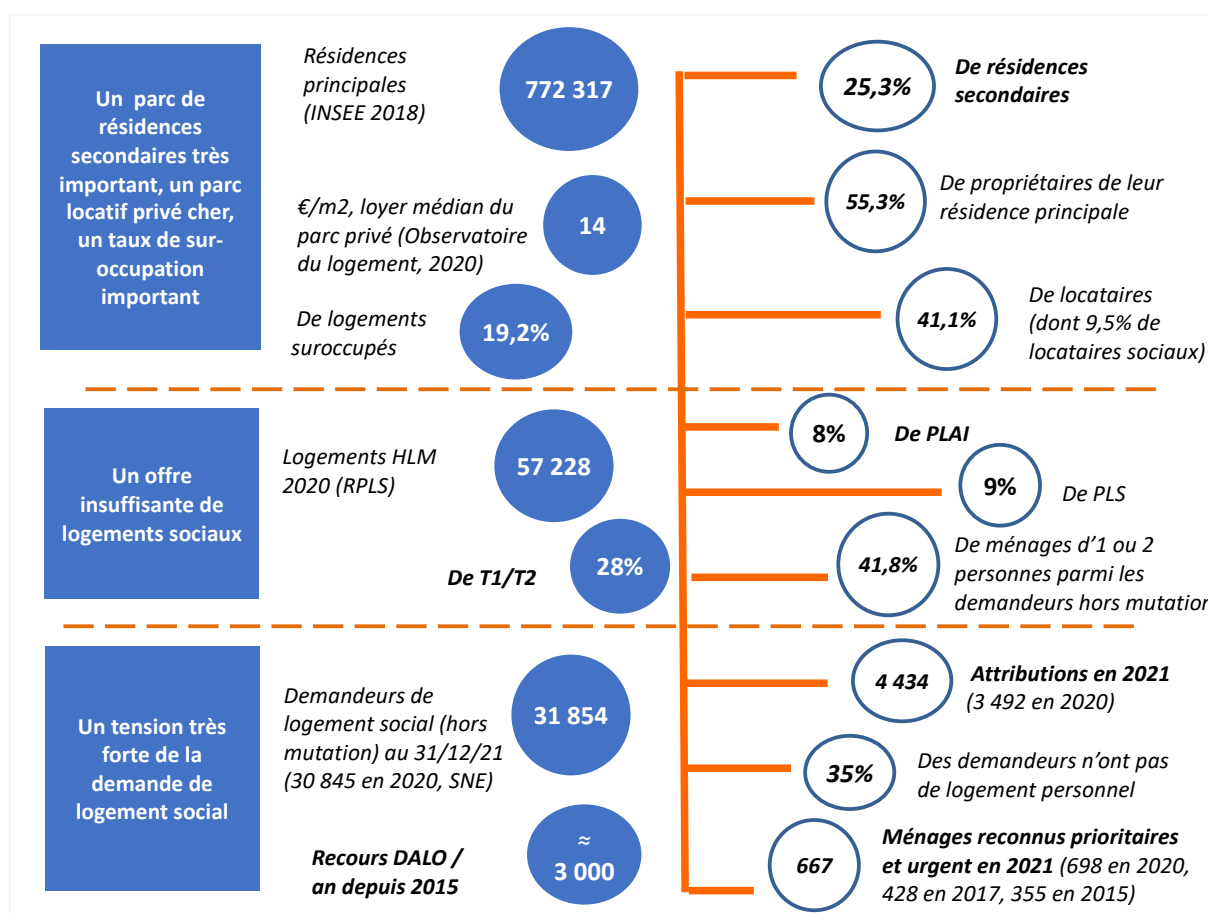 Un parc de
résidences
secondaires très
important, un parc
locatif privé cher,
un taux de sur-
occupation
important
Résidences
principales
(INSEE 2018)
772 317
€/m2, loyer médian du
parc privé (Observatoire
du logement, 2020)
14
De logements
suroccupés
19,2%
25,3%
De résidences
secondaires
55,3%
De propriétaires de leur
résidence principale
41,1%
De locataires
(dont 9,5% de
locataires sociaux)
Un offre
insuffisante de
logements sociaux
Logements HLM
2020 (RPLS)
57 228
De T1/T2
28%
8%
De PLAI
9%
De PLS
41,8%
De ménages d’1 ou 2
personnes parmi les
demandeurs hors mutation
Un tension très
forte de la
demande de
logement social
Demandeurs de
logement social (hors
mutation) au 31/12/21
(30 845 en 2020, SNE)
31 854
Recours DALO /
an depuis 2015
≈
3 000
4 434
Attributions en 2021
(3 492 en 2020)
35%
Des demandeurs n’ont pas
de logement personnel
667
Ménages reconnus prioritaires
et urgent en 2021 (698 en 2020,
428 en 2017, 355 en 2015)